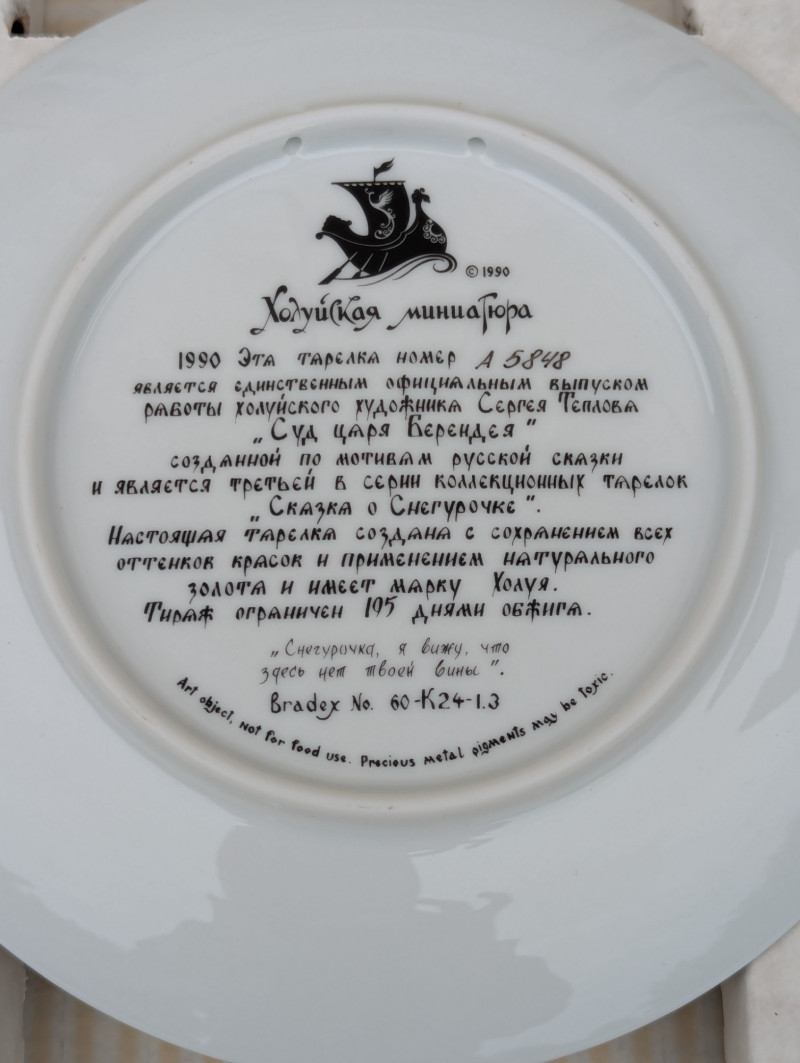 © 1990
Холуйская миниатюра
1990 Эта тарелка номер А 5848
является единственным официальным выпуском
работы холуйского художника Сергея Теплова
„Суд царя Берендея"
созданной по мотивам русской сказки
и является третьей в серии коллекционных тарелок
„Сказка о Снегурочке".
Настоящая тарелка создана с сохранением всех
оттенков красок и применением натурального
золота и имеет марку Холуя.
Тираж ограничен 195 днями обжига.
„Снегурочка, я вижу, что
здесь нет твоей вины".
Bradex No. 60-K24-1.3
Art object, not for food use. Precious metal pigments may be toxic.